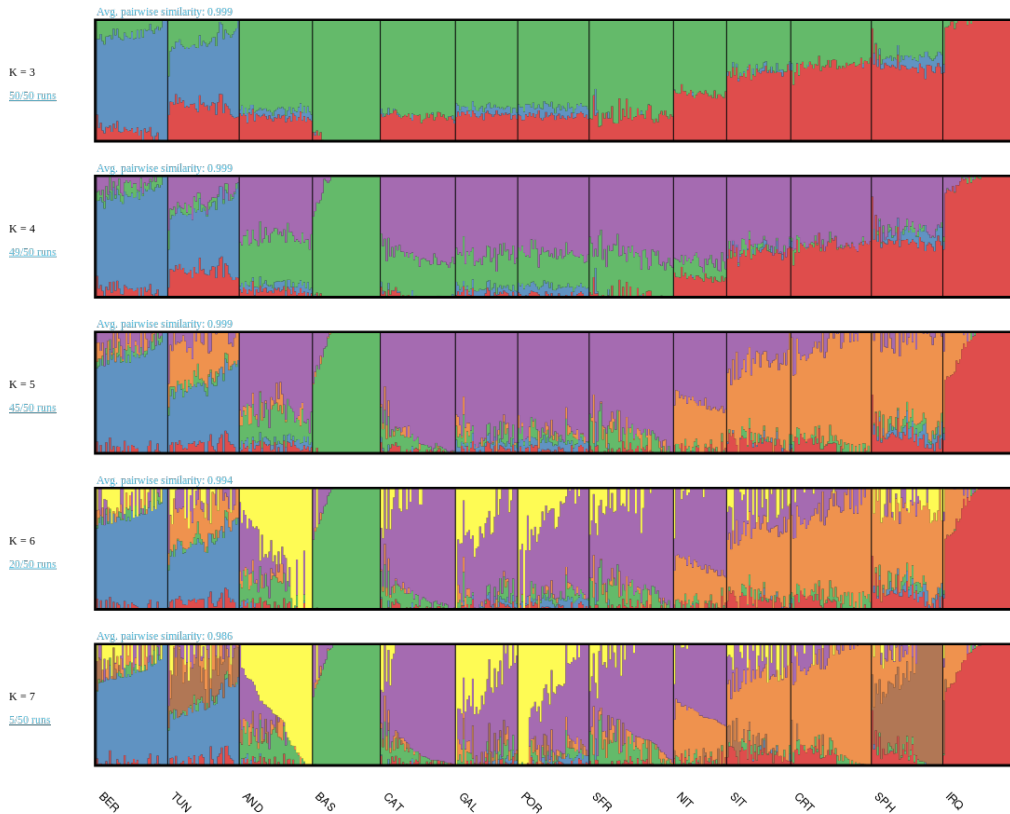 Avg. pairwise similarity: 0.999
K = 3
50/50 runs
Avg. pairwise similarity: 0.999
K = 4
49/50 runs
Avg. pairwise similarity: 0.999
K = 5
45/50 runs
Avg. pairwise similarity: 0.994
K = 6
20/50 runs
Avg. pairwise similarity: 0.986
K = 7
5/50 runs
BER TUN AND BAS CAT GAL POR SFR NIT SIT CRT SPH IRQ